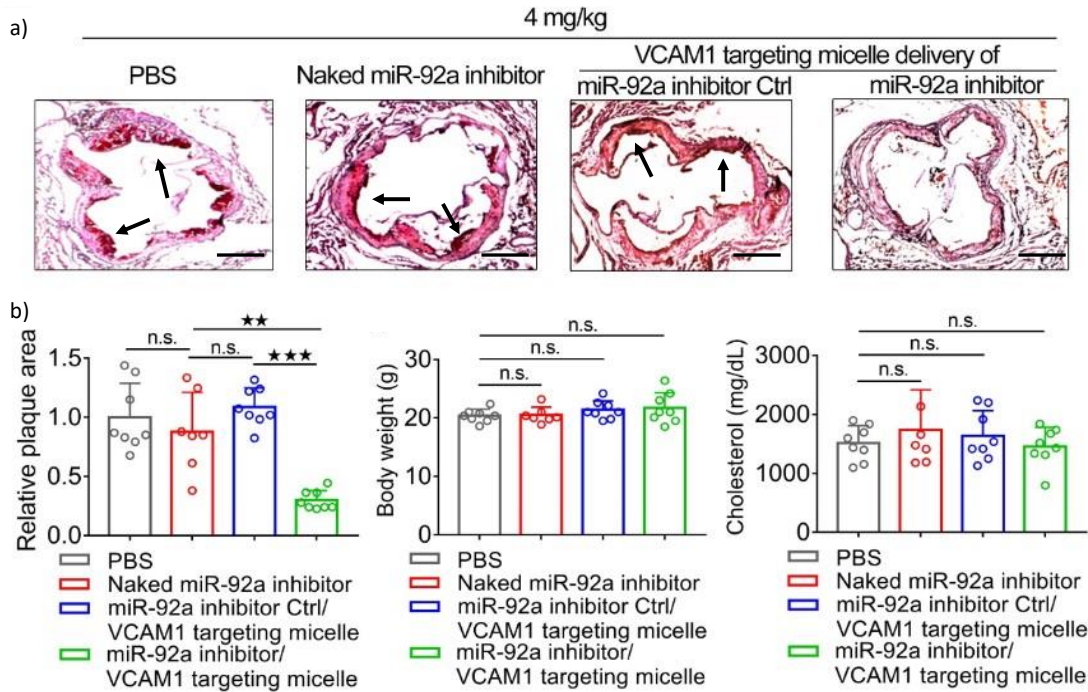 a)
4 mg/kg
PBS
Naked miR-92a inhibitor
VCAM1 targeting micelle delivery of
miR-92a inhibitor Ctrl
miR-92a inhibitor
b)
Relative plaque area
1.5
1.0
0.5
0.0
n.s.
n.s.
★★
★★★
PBS
Naked miR-92a inhibitor
miR-92a inhibitor Ctrl/
VCAM1 targeting micelle
miR-92a inhibitor/
VCAM1 targeting micelle
Body weight (g)
30
20
10
0
n.s.
n.s.
n.s.
PBS
Naked miR-92a inhibitor
miR-92a inhibitor Ctrl/
VCAM1 targeting micelle
miR-92a inhibitor/
VCAM1 targeting micelle
Cholesterol (mg/dL)
3000
2000
1000
0
n.s.
n.s.
n.s.
PBS
Naked miR-92a inhibitor
miR-92a inhibitor Ctrl/
VCAM1 targeting micelle
miR-92a inhibitor/
VCAM1 targeting micelle